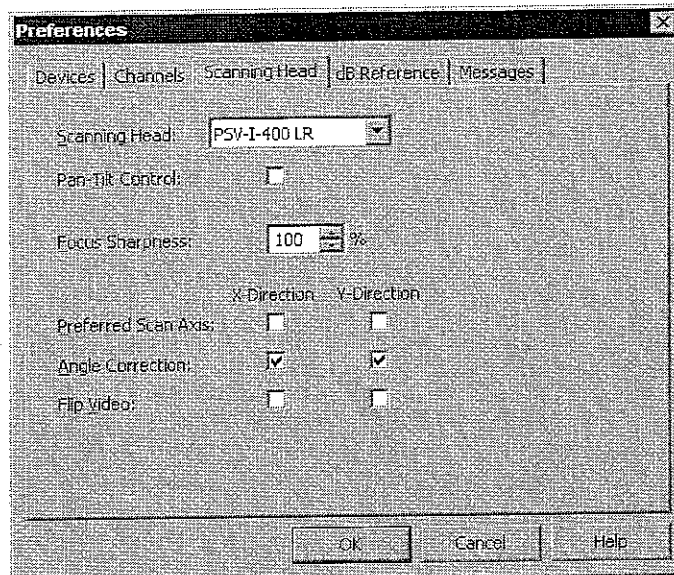 Preferences
Devices Channels Scanning Head dB Reference Messages
Scanning Head: PSV-I-400 LR
Pan-Tilt Control:
Focus Sharpness: 100 %
X-Direction Y-Direction
Preferred Scan Axis:
Angle Correction:
Flip Video:
OK Cancel Help